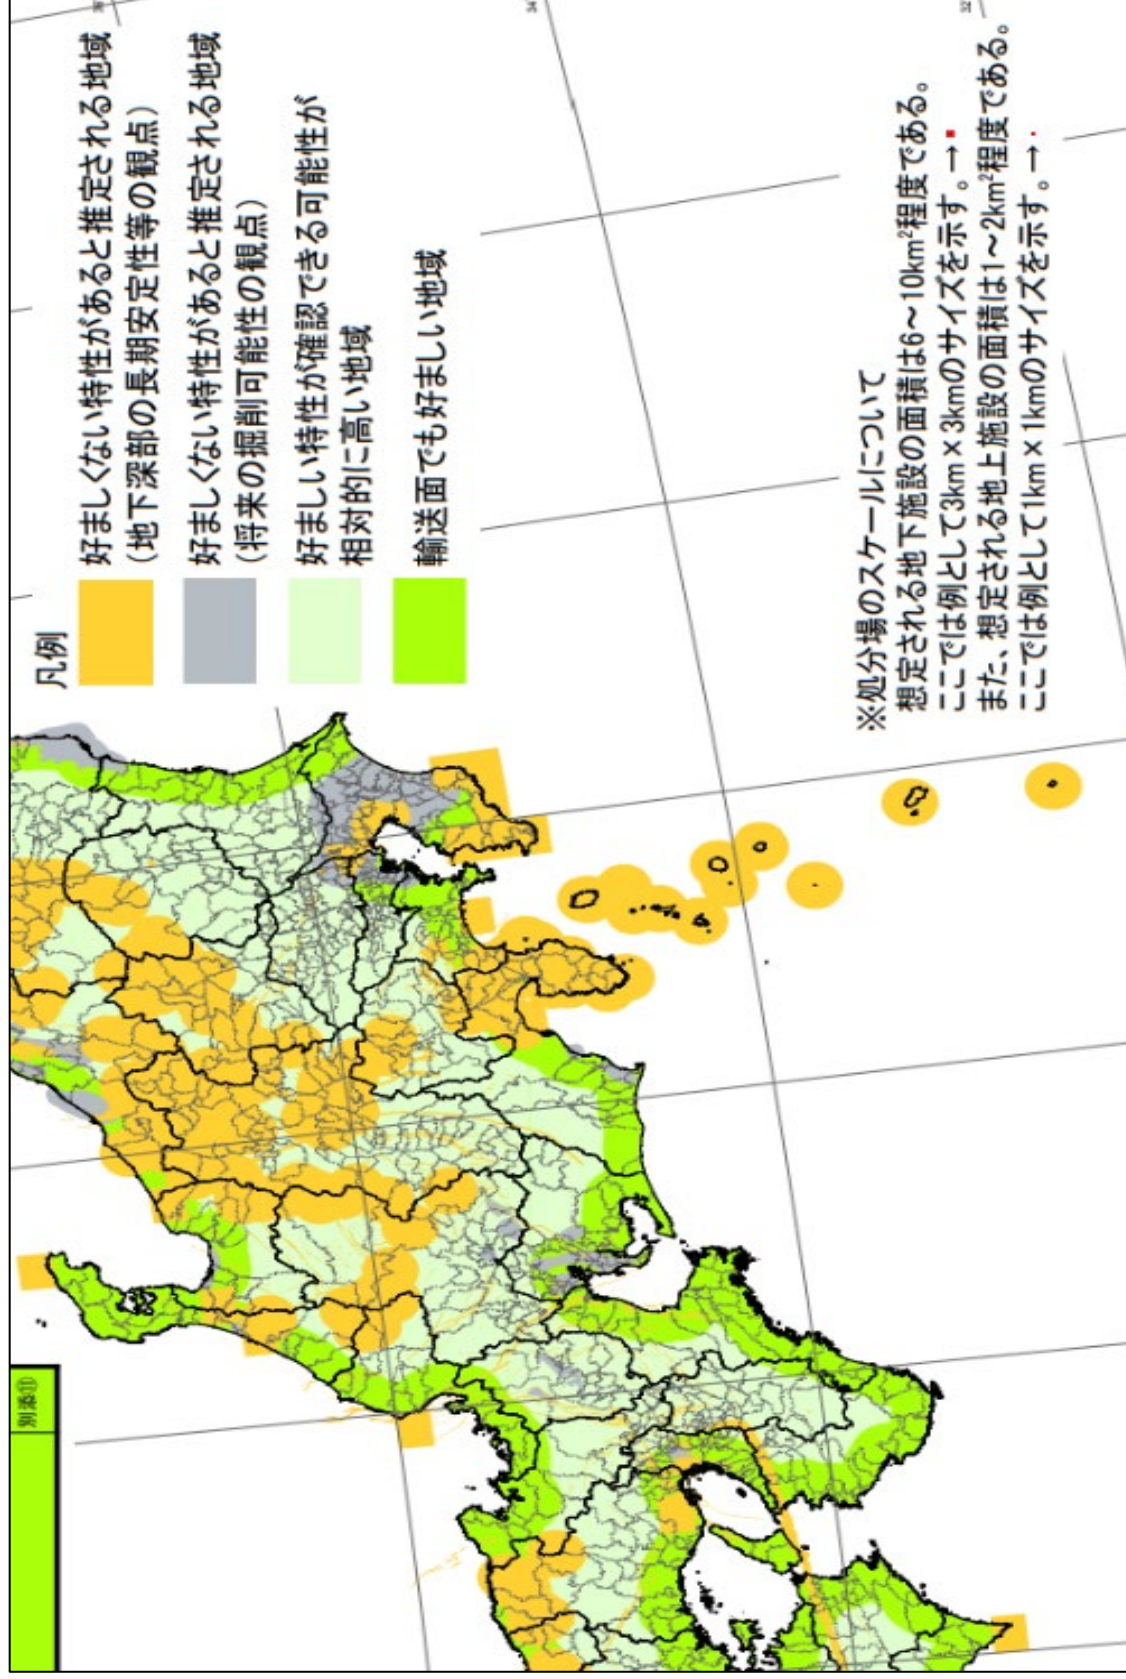 凡例
好ましくない特性があると推定される地域
(地下深部の長期安定性等の観点)
好ましくない特性があると推定される地域
(将来の掘削可能性の観点)
好ましい特性が確認できる可能性が
相対的に高い地域
輸送面でも好ましい地域
※処分場のスケールについて
想定される地下施設の面積は6～10km²程度である。
ここでは例として3km×3kmのサイズを示す。→
また、想定される地上施設の面積は1～2km²程度である。
ここでは例として1km×1kmのサイズを示す。→
別添⑪
34°
32°